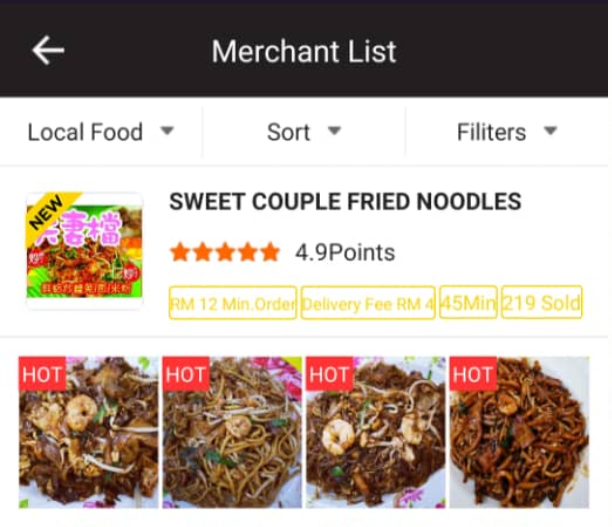 Merchant List
Local Food
Sort
Filiters
NEW
夫妻檔
SWEET COUPLE FRIED NOODLES
4.9Points
RM 12 Min.Order
Delivery Fee RM 4
45Min
219 Sold
HOT
HOT
HOT
HOT